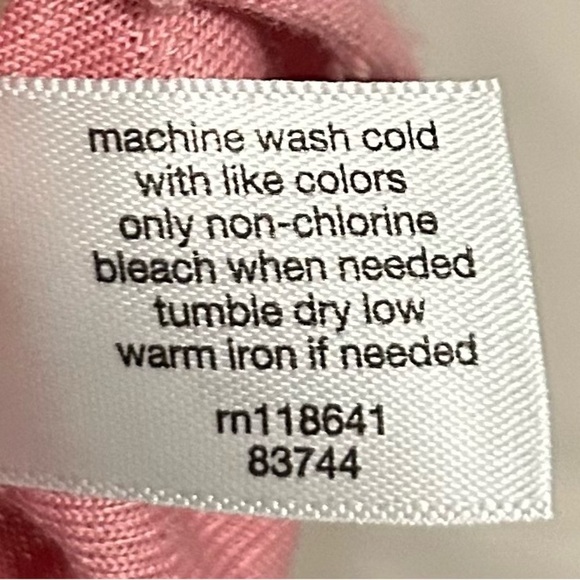 machine wash cold
with like colors
only non-chlorine
bleach when needed
tumble dry low
warm iron if needed
rn118641
83744